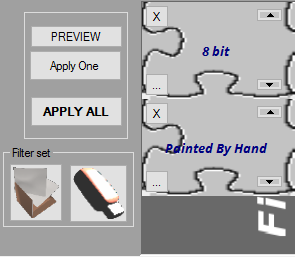 PREVIEW
Apply One
APPLY ALL
Filter set
X
8 bit
...
X
Painted By Hand
...
Fi